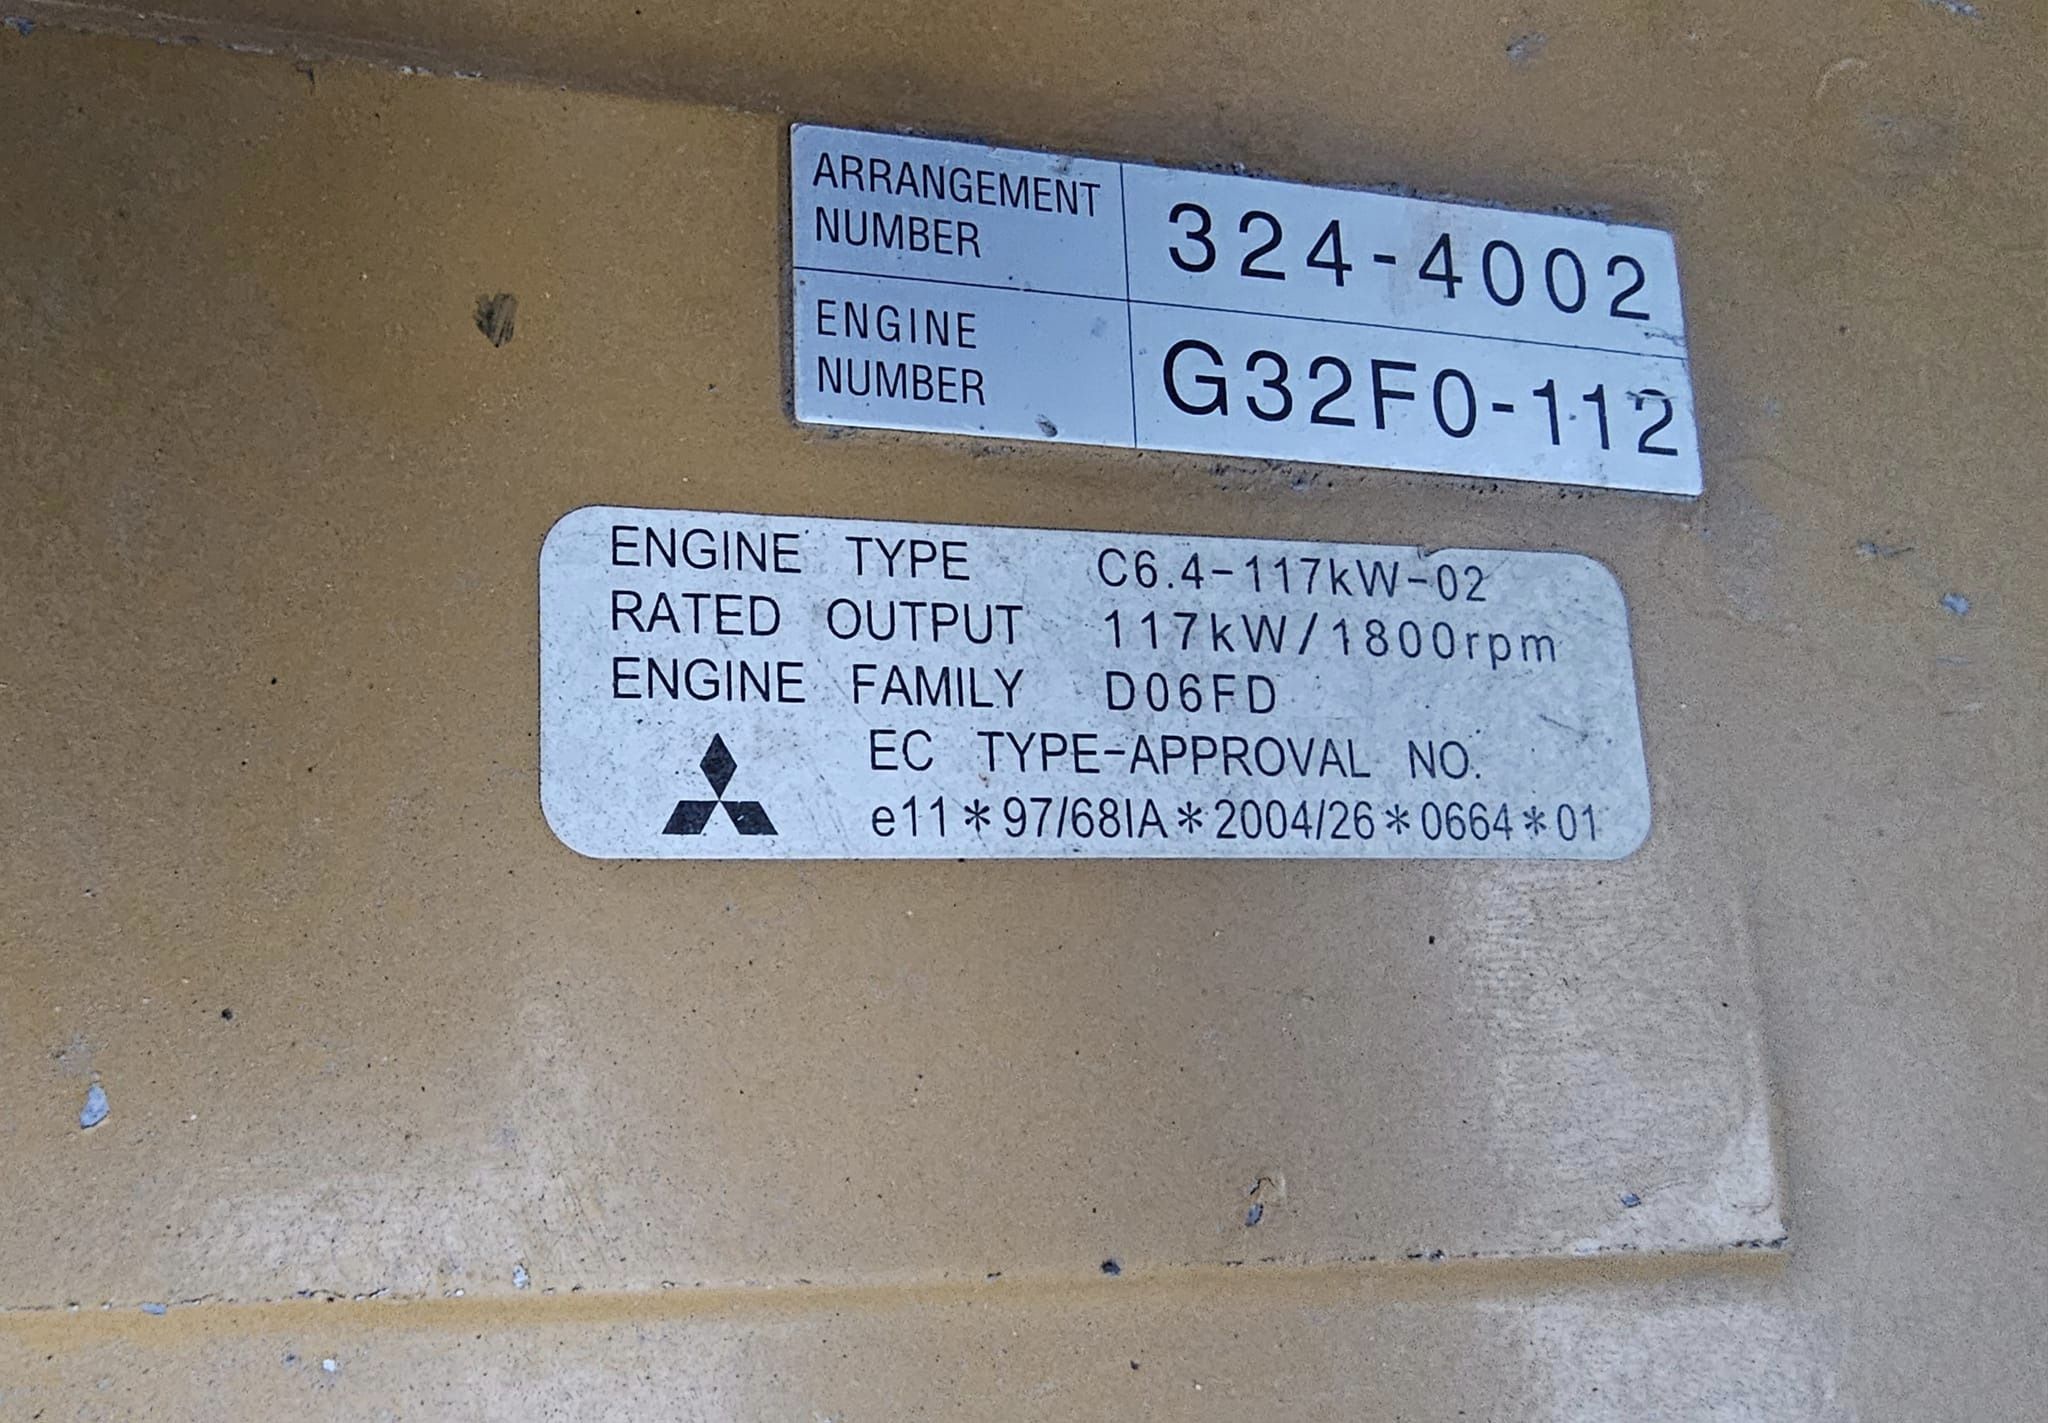 ARRANGEMENT
NUMBER
324-4002
ENGINE
NUMBER
G32F0-112
ENGINE TYPE C6.4-117kW-02
RATED OUTPUT 117kW/1800rpm
ENGINE FAMILY D06FD
EC TYPE-APPROVAL NO.
e11*97/68IA*2004/26*0664*01